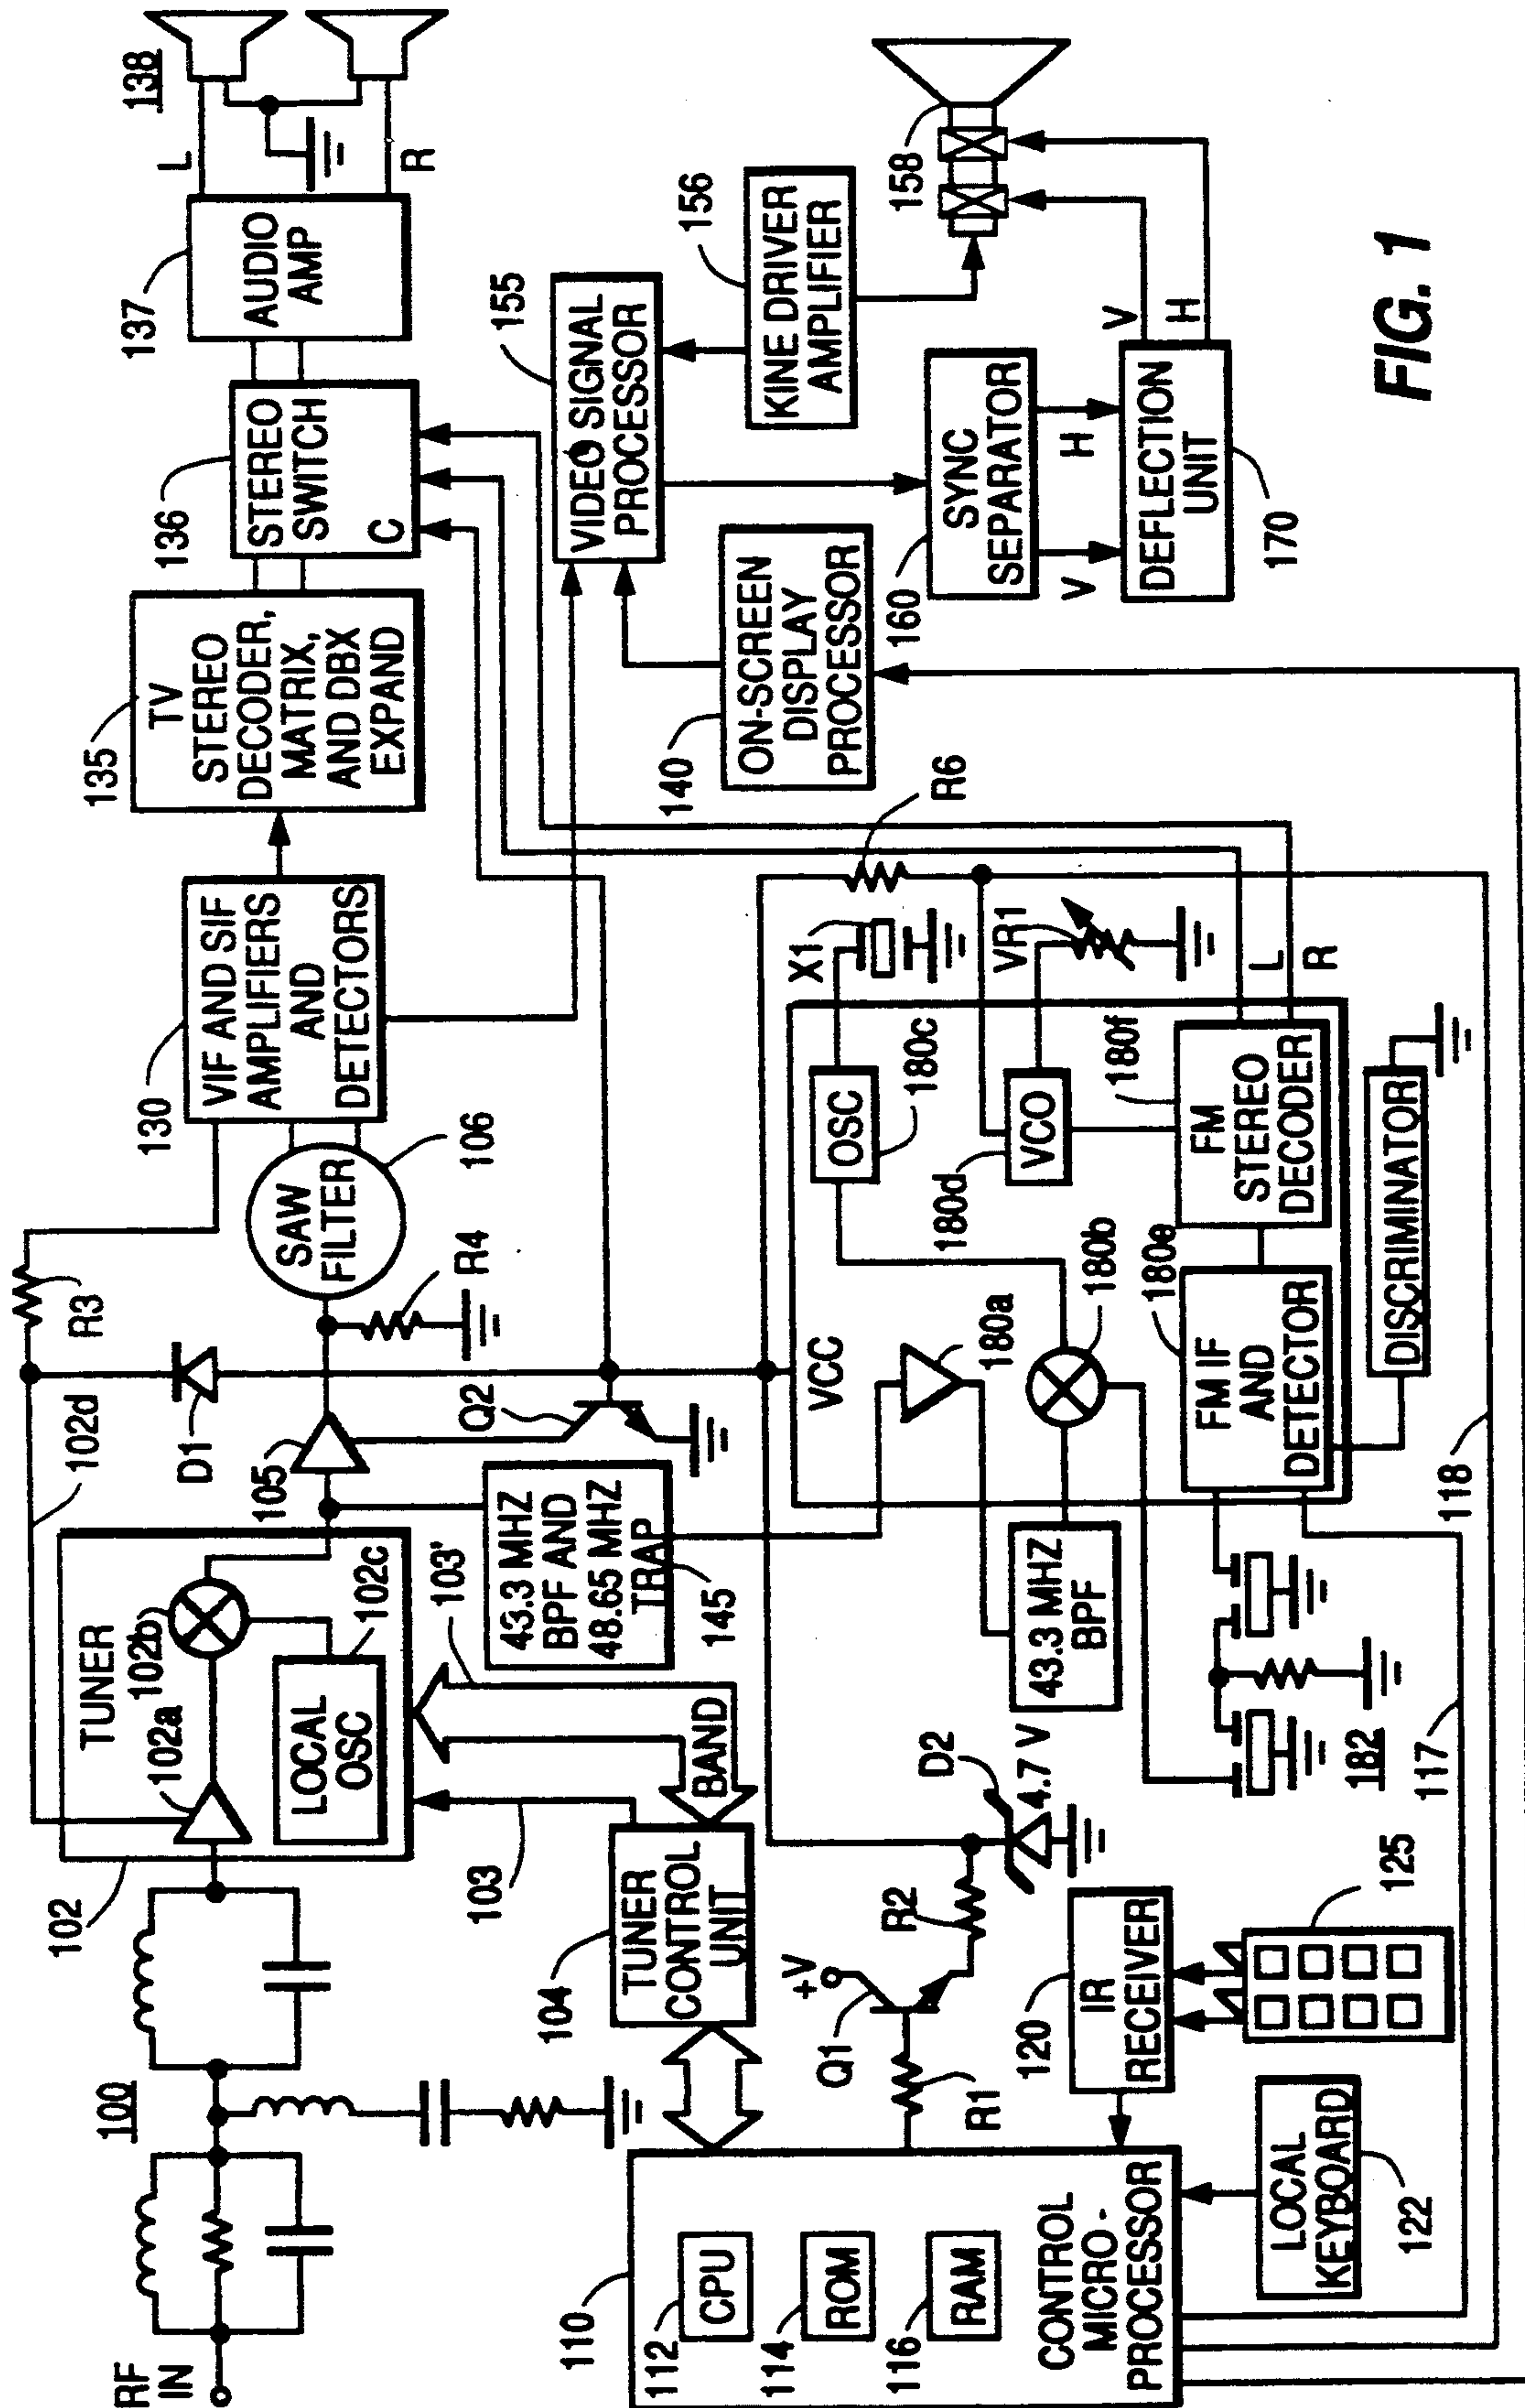 RF
IN
100
102
TUNER
102a
102b
LOCAL
OSC
102c
102d
R3
D1
105
Q2
SAW
FILTER
106
R4
130
VIF AND SIF
AMPLIFIERS
AND
DETECTORS
135
TV
STEREO
DECODER,
MATRIX,
AND DBX
EXPAND
136
STEREO
SWITCH
C
137
AUDIO
AMP
L
R
138
103
103'
BAND
104
TUNER
CONTROL
UNIT
43.3 MHZ
BPF AND
48.65 MHZ
TRAP
145
140
ON-SCREEN
DISPLAY
PROCESSOR
155
VIDEO SIGNAL
PROCESSOR
156
KINE DRIVER
AMPLIFIER
158
160
SYNC
SEPARATOR
V
H
DEFLECTION
UNIT
170
V
H
110
112
CPU
114
ROM
116
RAM
CONTROL
MICRO-
PROCESSOR
R1
Q1
+V
R2
D2
4.7 V
120
IR
RECEIVER
LOCAL
KEYBOARD
122
125
VCC
180a
43.3 MHZ
BPF
180b
OSC
180c
X1
R6
VCO
180d
VR1
180e
FM IF
AND
DETECTOR
180f
FM
STEREO
DECODER
L
R
DISCRIMINATOR
182
117
118
FIG. 1